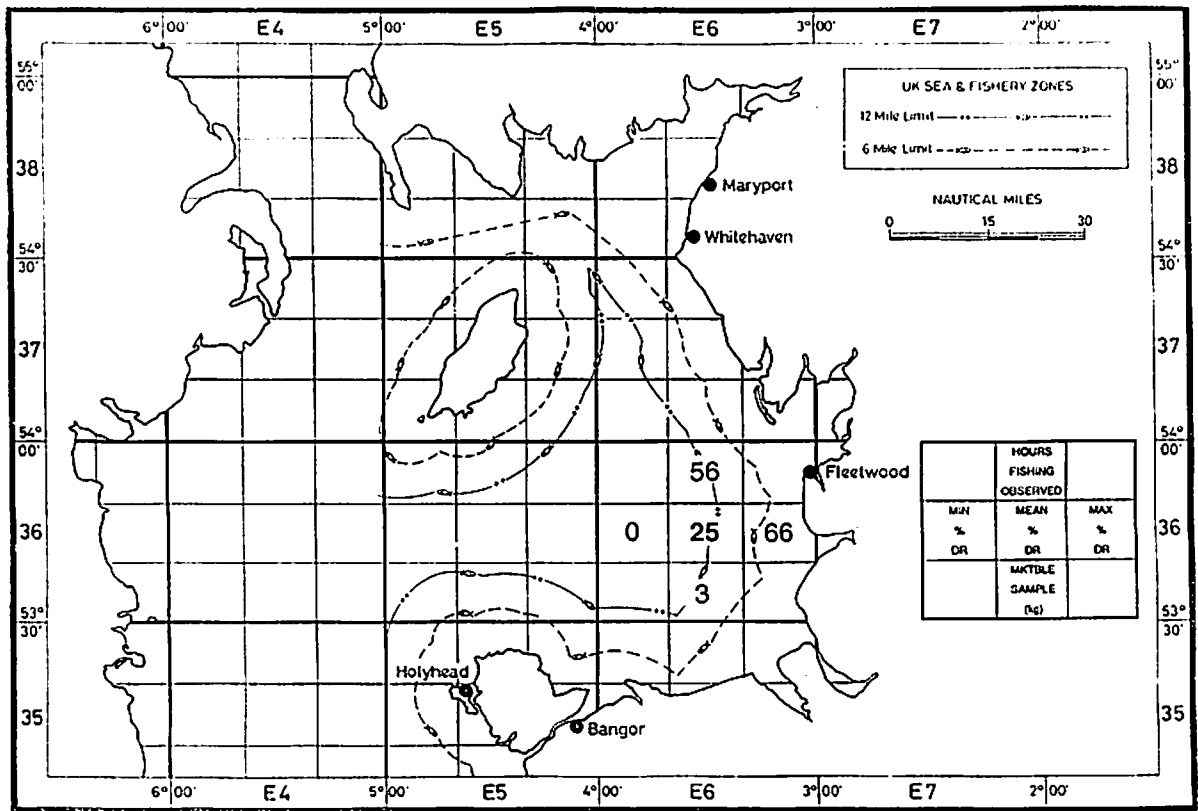 6°00' E4 5°00' E5 4°00' E6 3°00' E7 2°00'
55° 00'
55° 00'
UK SEA & FISHERY ZONES
12 Mile Limit
6 Mile Limit
38
38
Maryport
NAUTICAL MILES
0 15 30
Whitehaven
54° 30'
54° 30'
37
37
54° 00'
54° 00'
56
Fleetwood
HOURS
FISHING
OBSERVED
36
0 25 66
MIN MEAN MAX
% % %
DR DR DR
36
3
MKTBLE
SAMPLE
(kg)
53° 30'
53° 30'
Holyhead
35
35
Bangor
6°00' E4 5°00' E5 4°00' E6 3°00' E7 2°00'